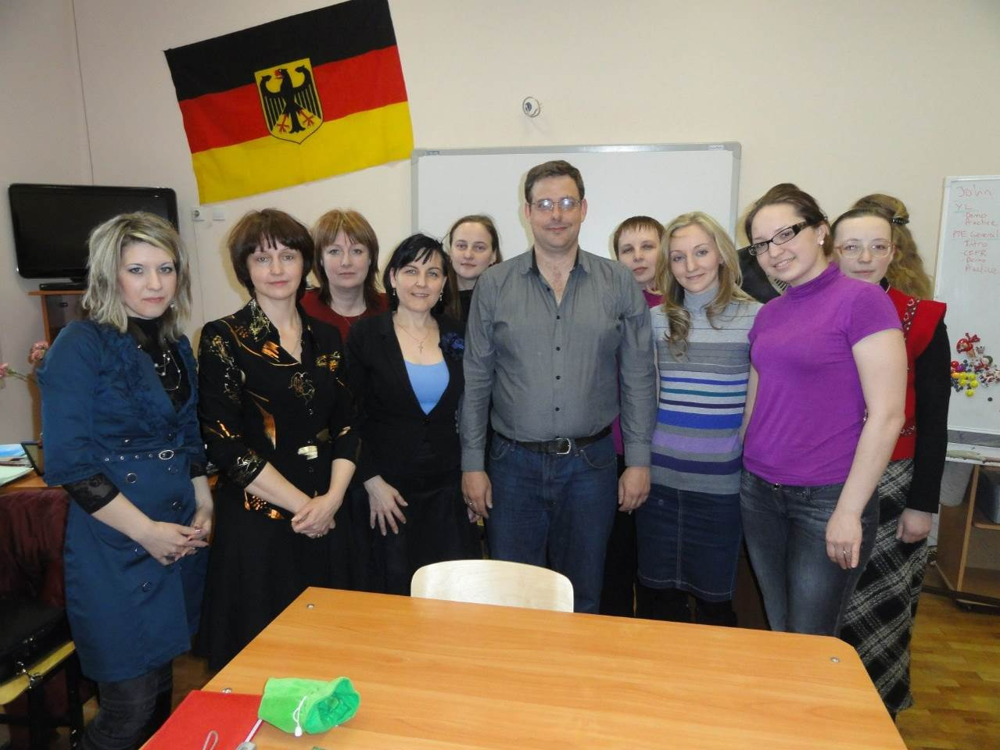 John
YL
Demo
Practice
PTE General
Intro
CEFR
Demo
Practice